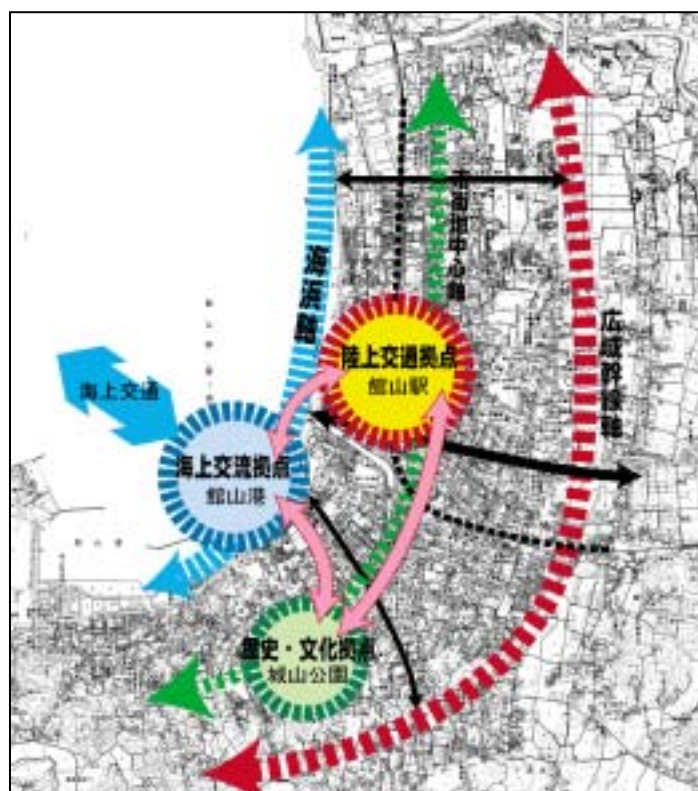 市街地中心軸
海浜軸
広域幹線軸
陸上交通拠点
館山駅
海上交通
海上交流拠点
館山港
歴史・文化拠点
城山公園